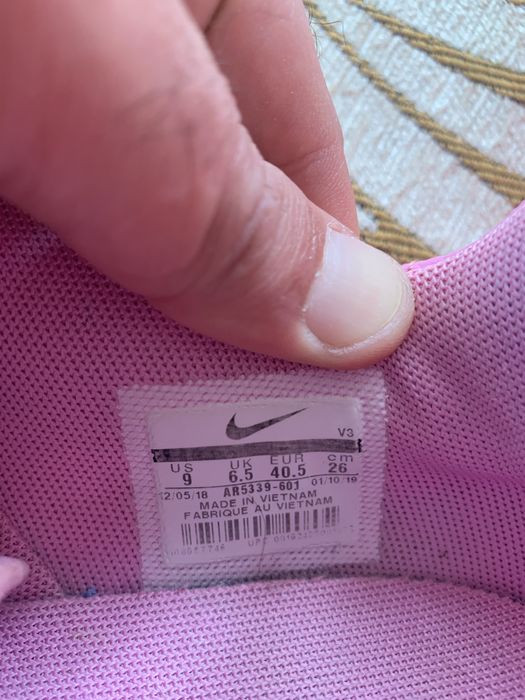 V3
US UK EUR cm
9 6.5 40.5 26
12/05/18 AR5339-601 01/10/19
MADE IN VIETNAM
FABRIQUE AU VIETNAM
UPC